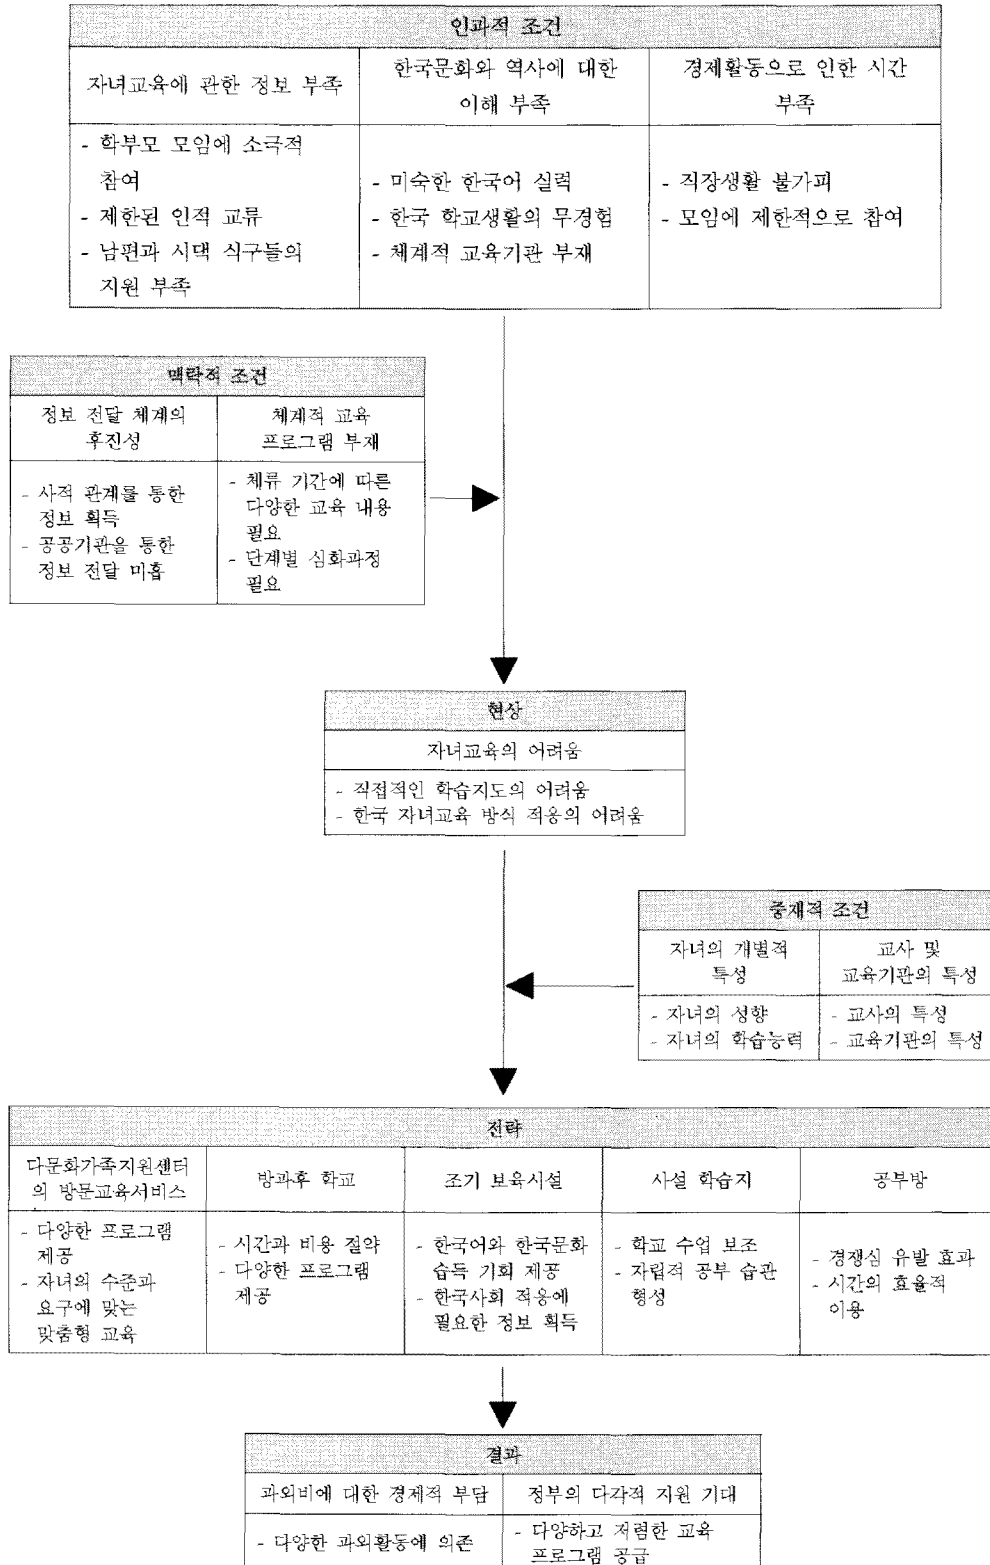 인과적 조건
자녀교육에 관한 정보 부족
한국문화와 역사에 대한
이해 부족
경제활동으로 인한 시간
부족
- 학부모 모임에 소극적
참여
- 제한된 인적 교류
- 남편과 시댁 식구들의
지원 부족
- 미숙한 한국어 실력
- 한국 학교생활의 무경험
- 체계적 교육기관 부재
- 직장생활 불가피
- 모임에 제한적으로 참여
맥락적 조건
정보 전달 체계의
후진성
체계적 교육
프로그램 부재
- 사적 관계를 통한
정보 획득
- 공공기관을 통한
정보 전달 미흡
- 체류 기간에 따른
다양한 교육 내용
필요
- 단계별 심화과정
필요
현상
자녀교육의 어려움
- 직접적인 학습지도의 어려움
- 한국 자녀교육 방식 적응의 어려움
중재적 조건
자녀의 개별적
특성
교사 및
교육기관의 특성
- 자녀의 성향
- 자녀의 학습능력
- 교사의 특성
- 교육기관의 특성
전략
다문화가족지원센터
의 방문교육서비스
방과후 학교
조기 보육시설
사설 학습지
공부방
- 다양한 프로그램
제공
- 자녀의 수준과
요구에 맞는
맞춤형 교육
- 시간과 비용 절약
- 다양한 프로그램
제공
- 한국어와 한국문화
습득 기회 제공
- 한국사회 적응에
필요한 정보 획득
- 학교 수업 보조
- 자립적 공부 습관
형성
- 경쟁심 유발 효과
- 시간의 효율적
이용
결과
과외비에 대한 경제적 부담
정부의 다각적 지원 기대
- 다양한 과외활동에 의존
- 다양하고 저렴한 교육
프로그램 공급